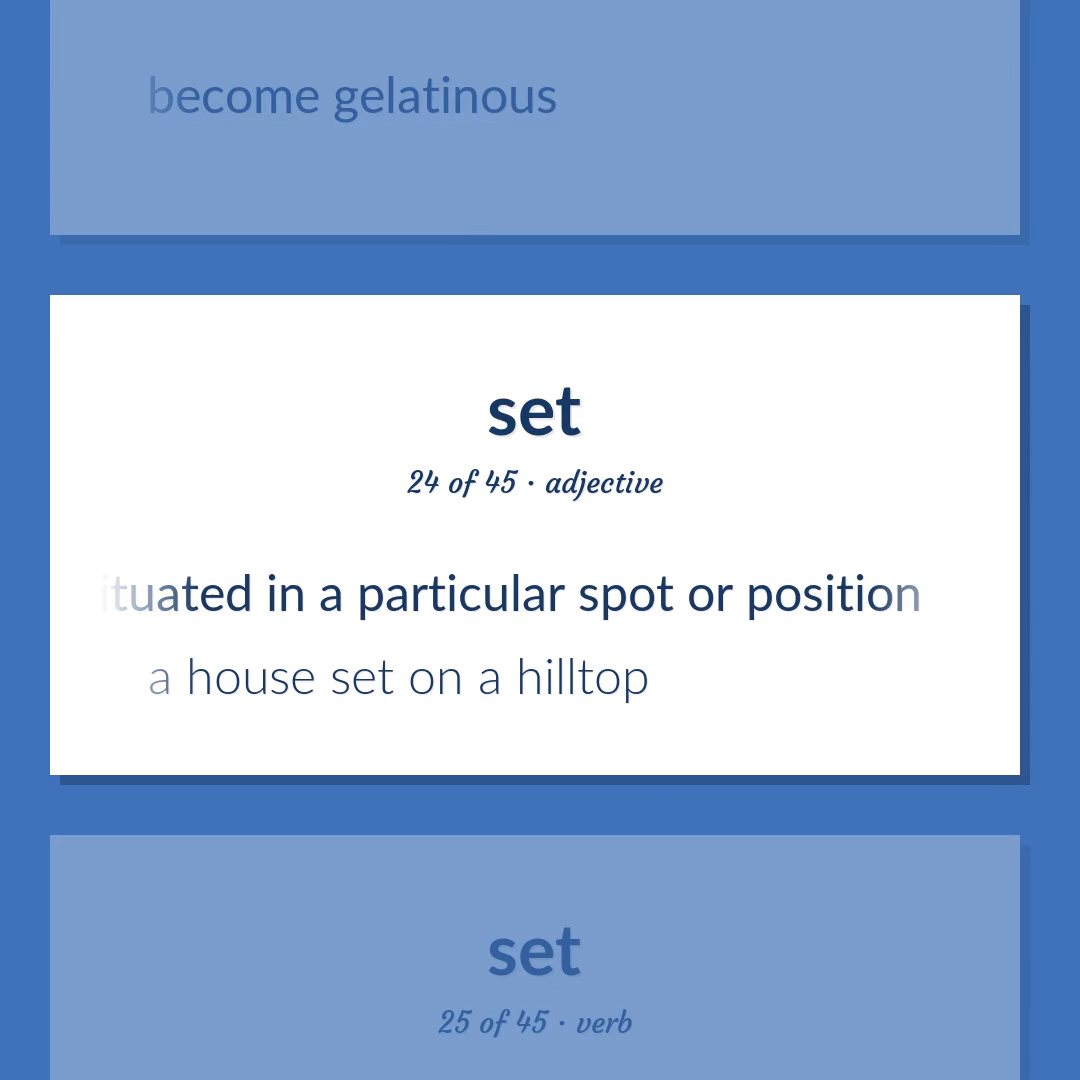 become gelatinous
set
24 of 45 · adjective
ituated in a particular spot or position
a house set on a hilltop
set
25 of 45 · verb